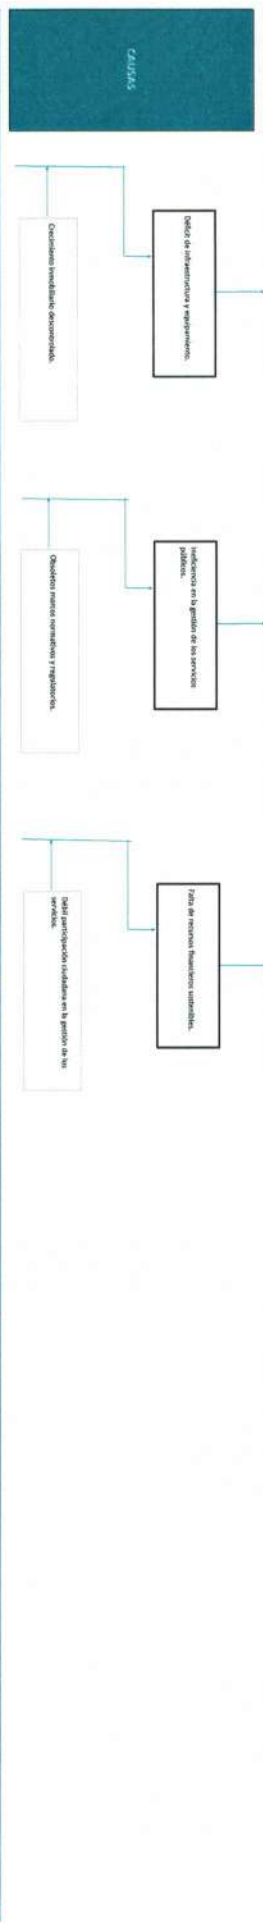 CAUSAS
Déficit de infraestructura y equipamiento.
Ineficiencia en la gestión de los servicios
públicos.
Falta de recursos financieros sostenibles.
Crecimiento inmobiliario descontrolado.
Obsoletos marcos normativos y regulatorios.
Débil participación ciudadana en la gestión de los
servicios.